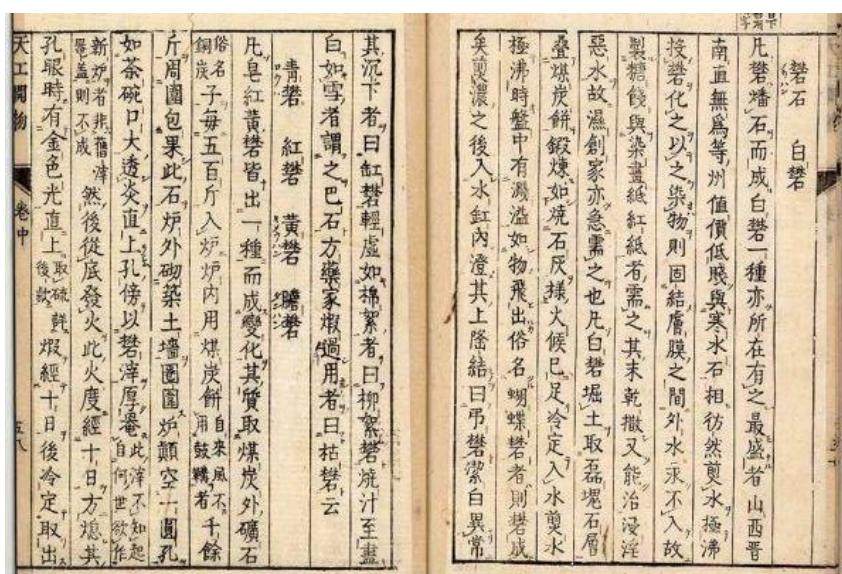 礬石　白礬
凡礬燔石而成白礬一種亦所在有之最盛者山西晋
南直無爲等州值價低賤與寒水石相彷然煎水極沸
投礬化之以之染物則固結膚膜之間外水永不入故
製糖餞與染畫紙紅紙者需之其末乾撒又能治浸淫
惡水故濕創家亦急需之也凡白礬堀土取磊塊石層
疊煤炭餅鍛煉如燒石灰樣火候已足冷定入水煎水
極沸時盤中有濺溢如物飛出俗名蝴蝶礬者則礬成
矣煎濃之後入水缸內澄其上隆結曰吊礬潔白異常
其沉下者曰缸礬輕虛如棉絮者曰柳絮礬燒汁至盡
白如雪者謂之巴石方藥家煅過用者曰枯礬云
青礬　紅礬　黃礬　膽礬
凡皂紅黃礬皆出一種而成變化其質取煤炭外礦石
俗名銅炭子每五百斤入炉炉内用煤炭餅自來風不用鼓鞴者千餘
斤周圍包果此石炉外砌築土墻圈圍炉顛空一圓孔
如茶碗口大透炎直上孔傍以礬滓厚罨此滓不知起自何世欲作
新炉者非舊滓罨盖則不成然後從底發火此火度經十日方熄其
孔眼時有金色光直上取硫詳後款煅經十日後冷定取出
天工開物　卷中　五八